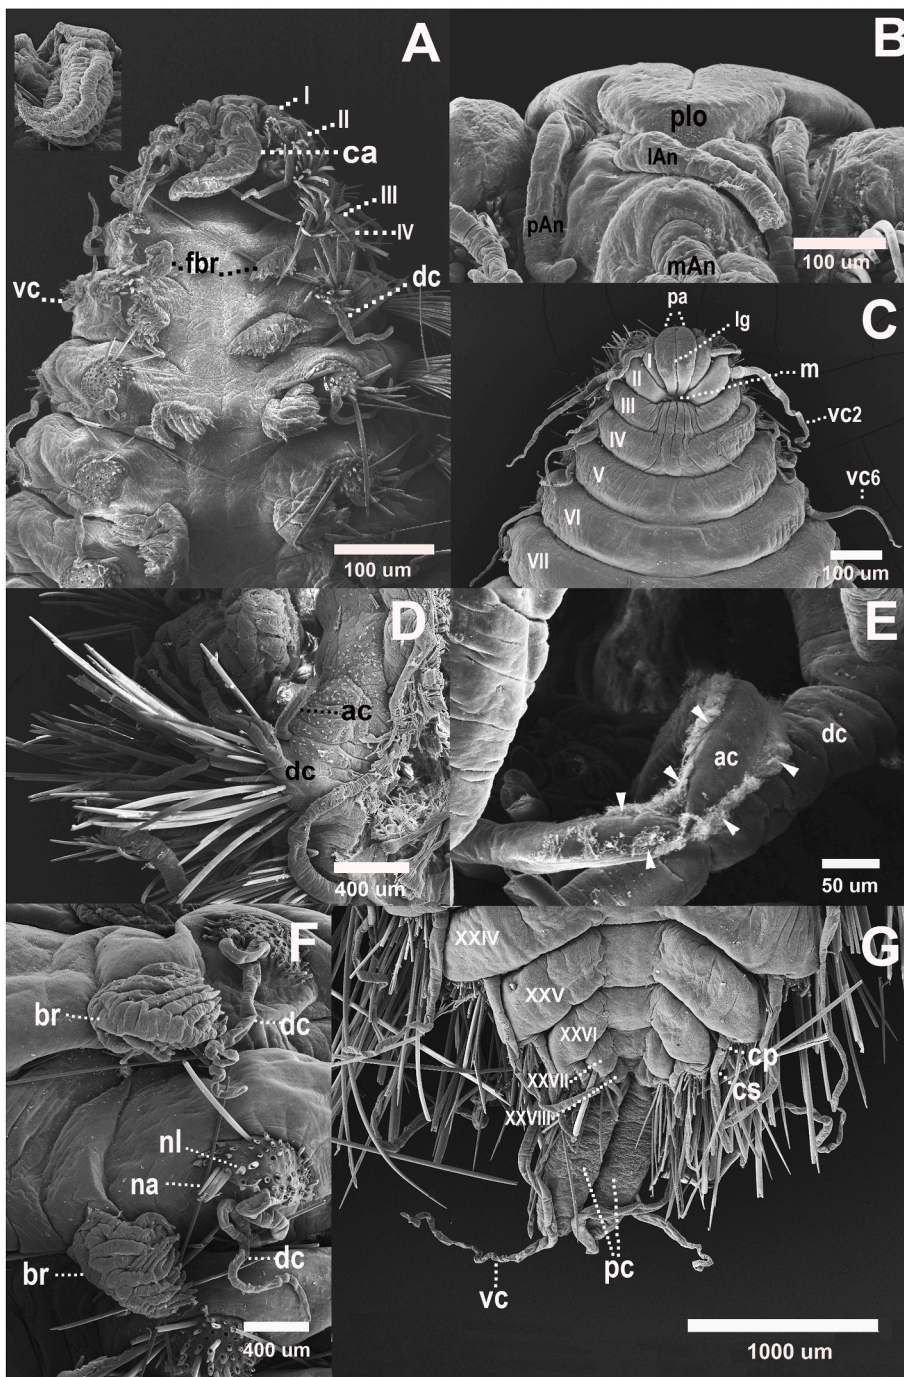 A
I
II
ca
III
IV
fbr
vc
dc
100 um
B
plo
lAn
pAn
mAn
100 um
C
pa
lg
I
II
m
III
vc2
IV
V
vc6
VI
VII
100 um
D
ac
dc
400 um
E
dc
ac
50 um
F
br
dc
nl
na
dc
br
400 um
G
XXIV
XXV
XXVI
cp
XXVII
cs
XXVIII
pc
vc
1000 um